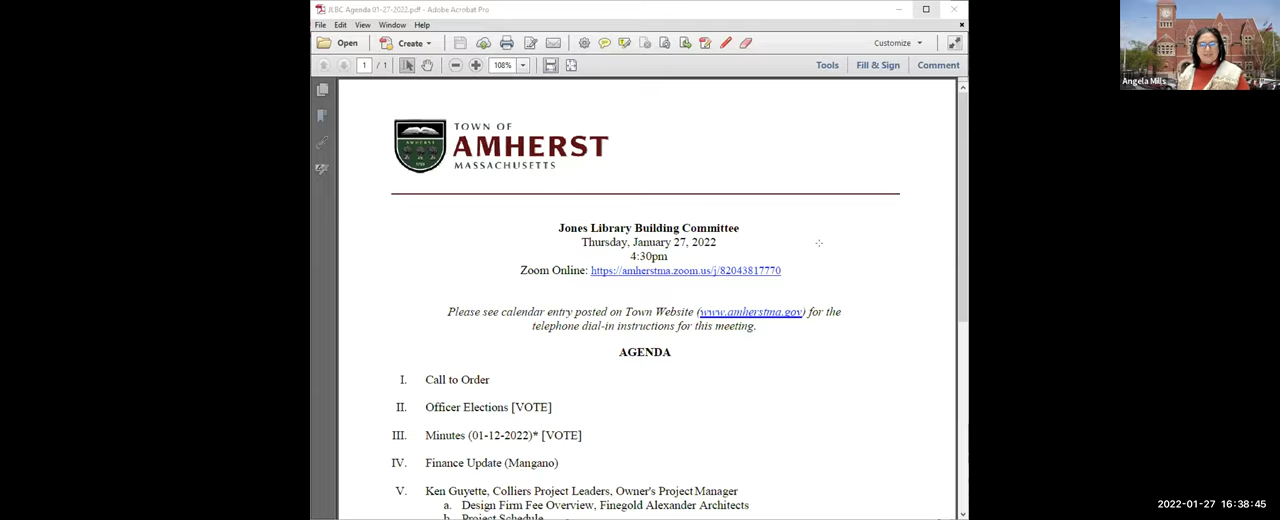 JLBC Agenda 01-27-2022.pdf - Adobe Acrobat Pro
File Edit View Window Help
Open Create Customize
1 / 1 108% Tools Fill & Sign Comment
Angela Mills
TOWN OF
AMHERST
MASSACHUSETTS
Jones Library Building Committee
Thursday, January 27, 2022
4:30pm
Zoom Online: https://amherstma.zoom.us/j/82043817770
Please see calendar entry posted on Town Website (www.amherstma.gov) for the
telephone dial-in instructions for this meeting.
AGENDA
I. Call to Order
II. Officer Elections [VOTE]
III. Minutes (01-12-2022)* [VOTE]
IV. Finance Update (Mangano)
V. Ken Guyette, Colliers Project Leaders, Owner's Project Manager
a. Design Firm Fee Overview, Finegold Alexander Architects
b. Project Schedule
2022-01-27 16:38:45